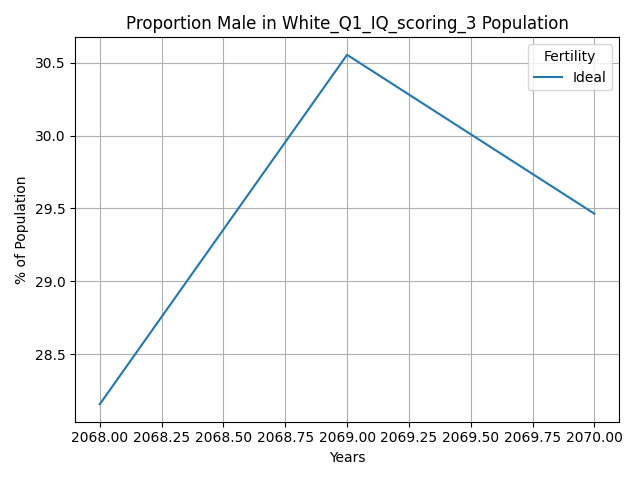 Proportion Male in White_Q1_IQ_scoring_3 Population
Fertility
Ideal
30.5
30.0
29.5
29.0
28.5
% of Population
2068.00 2068.25 2068.50 2068.75 2069.00 2069.25 2069.50 2069.75 2070.00
Years